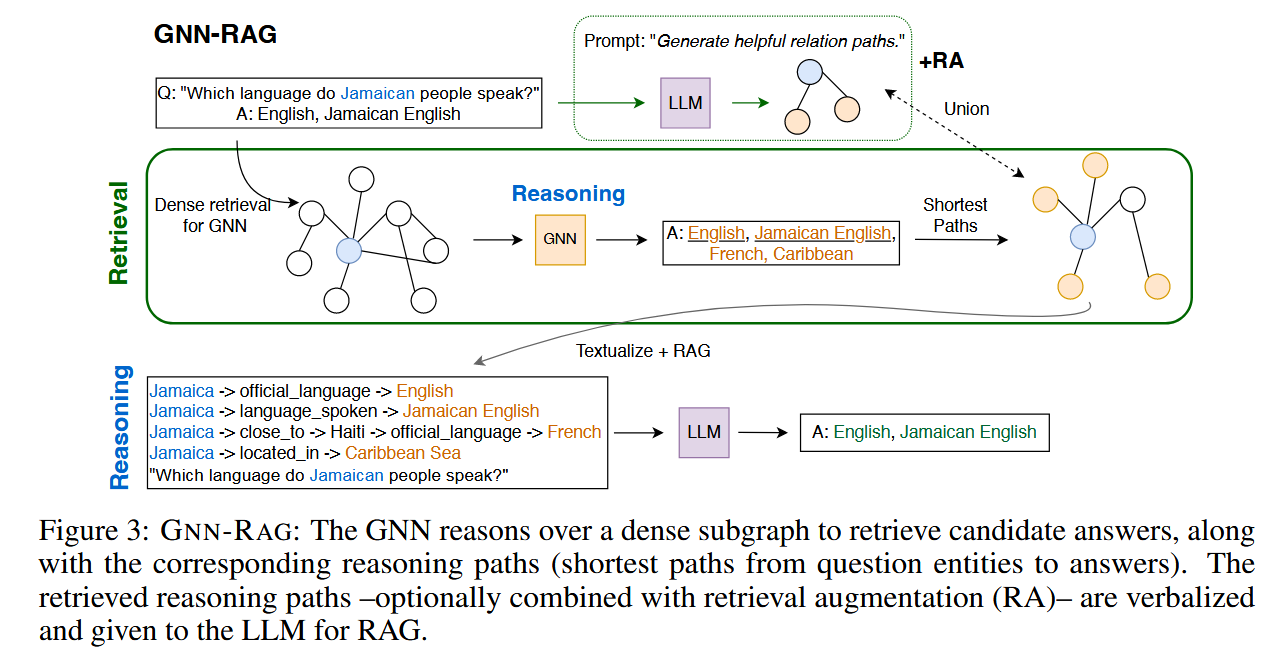 GNN-RAG
Prompt: "Generate helpful relation paths."
+RA
Q: "Which language do Jamaican people speak?"
A: English, Jamaican English
LLM
Union
Retrieval
Dense retrieval
for GNN
Reasoning
GNN
A: English, Jamaican English,
French, Caribbean
Shortest
Paths
Textualize + RAG
Reasoning
Jamaica -> official_language -> English
Jamaica -> language_spoken -> Jamaican English
Jamaica -> close_to -> Haiti -> official_language -> French
Jamaica -> located_in -> Caribbean Sea
"Which language do Jamaican people speak?"
LLM
A: English, Jamaican English
Figure 3: GNN-RAG: The GNN reasons over a dense subgraph to retrieve candidate answers, along
with the corresponding reasoning paths (shortest paths from question entities to answers). The
retrieved reasoning paths –optionally combined with retrieval augmentation (RA)– are verbalized
and given to the LLM for RAG.